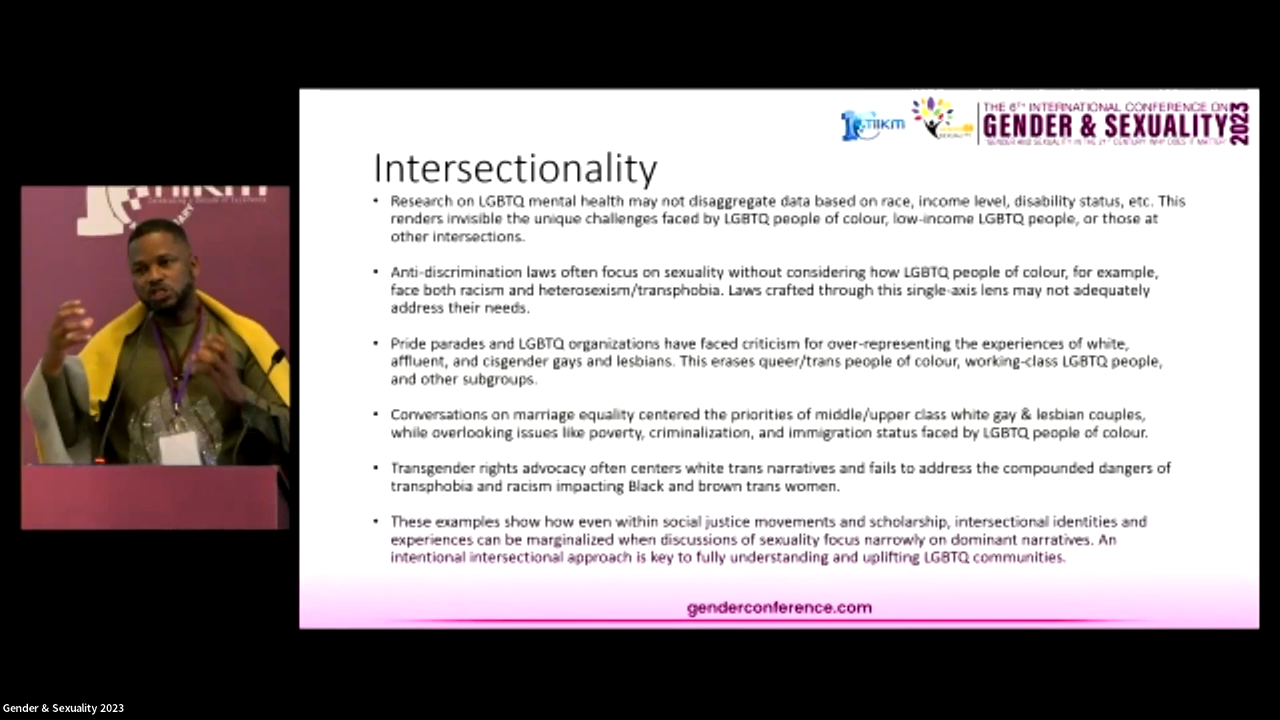 TIIKM
THE 6TH INTERNATIONAL CONFERENCE ON
GENDER & SEXUALITY
2023
Intersectionality
• Research on LGBTQ mental health may not disaggregate data based on race, income level, disability status, etc. This
renders invisible the unique challenges faced by LGBTQ people of colour, low-income LGBTQ people, or those at
other intersections.
• Anti-discrimination laws often focus on sexuality without considering how LGBTQ people of colour, for example,
face both racism and heterosexism/transphobia. Laws crafted through this single-axis lens may not adequately
address their needs.
• Pride parades and LGBTQ organizations have faced criticism for over-representing the experiences of white,
affluent, and cisgender gays and lesbians. This erases queer/trans people of colour, working-class LGBTQ people,
and other subgroups.
• Conversations on marriage equality centered the priorities of middle/upper class white gay & lesbian couples,
while overlooking issues like poverty, criminalization, and immigration status faced by LGBTQ people of colour.
• Transgender rights advocacy often centers white trans narratives and fails to address the compounded dangers of
transphobia and racism impacting Black and brown trans women.
• These examples show how even within social justice movements and scholarship, intersectional identities and
experiences can be marginalized when discussions of sexuality focus narrowly on dominant narratives. An
intentional intersectional approach is key to fully understanding and uplifting LGBTQ communities.
genderconference.com
Gender & Sexuality 2023